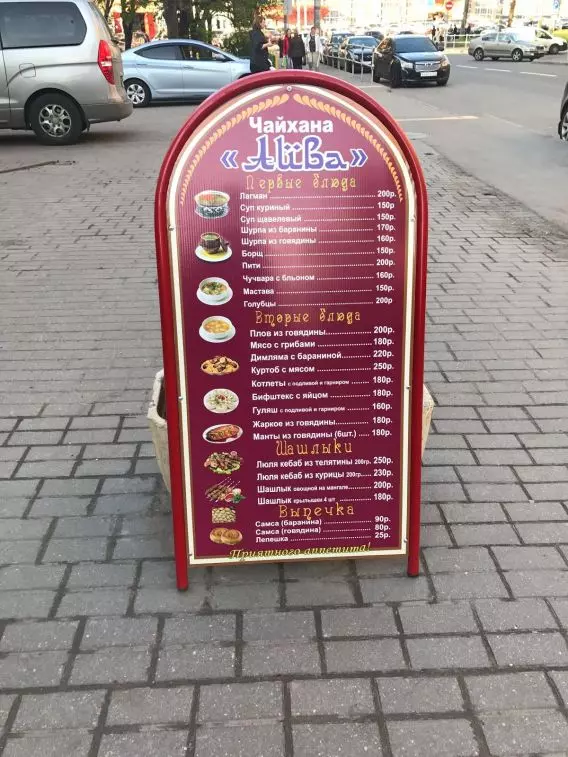 Чайхана
«Alиba»
Первые блюда
Лагман 200р.
Суп куриный 150р
Суп щавелевый 150р.
Шурпа из баранины 170р
Шурпа из говядины 160р.
Борщ 150р.
Пити 200р.
Чучвара с бльоном 160р.
Мастава 150р.
Голубцы 200р
Вторые блюда
Плов из говядины 200р.
Мясо с грибами 180р.
Димляма с бараниной 220р.
Куртоб с мясом 250р.
Котлеты с подливой и гарниром 180р.
Бифштекс с яйцом 180р.
Гуляш с подливой и гарниром 160р.
Жаркое из говядины 180р.
Манты из говядины (6шт.) 180р.
Шашлыки
Люля кебаб из телятины 200гр. 250р.
Люля кебаб из курицы 200гр. 230р.
Шашлык овощной на мангале 200р.
Шашлык крылышки 4 шт 180р.
Выпечка
Самса (баранина) 90р.
Самса (говядина) 80р.
Лепешка 25р.
Приятного аппетита!